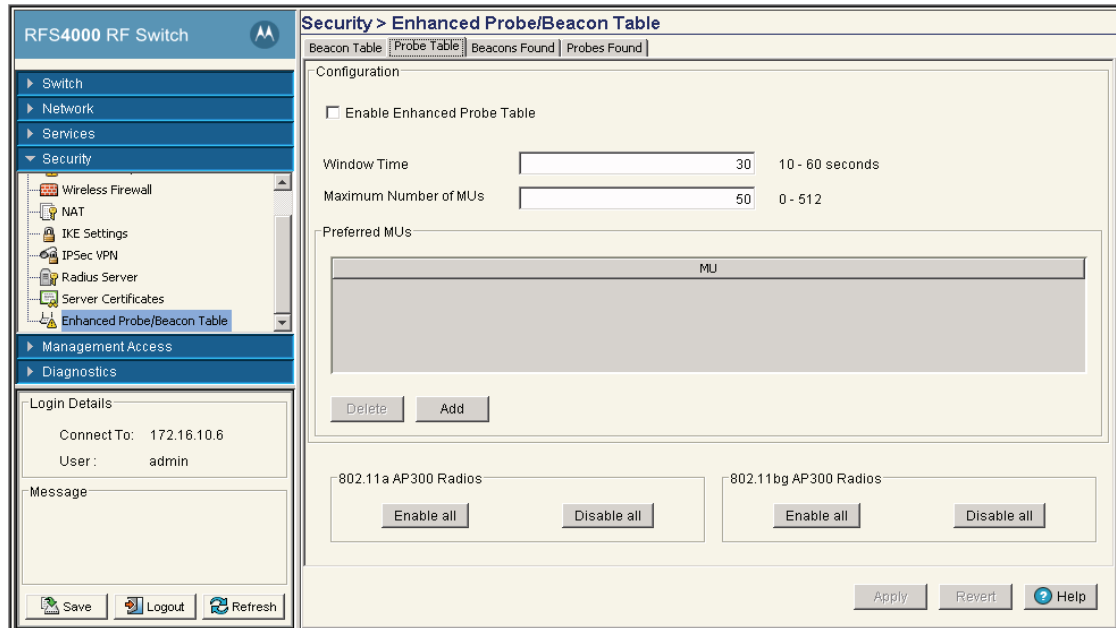 RFS4000 RF Switch
Switch
Network
Services
Security
Wireless Firewall
NAT
IKE Settings
IPSec VPN
Radius Server
Server Certificates
Enhanced Probe/Beacon Table
Management Access
Diagnostics
Login Details
Connect To: 172.16.10.6
User : admin
Message
Save Logout Refresh
Security > Enhanced Probe/Beacon Table
Beacon Table Probe Table Beacons Found Probes Found
Configuration
Enable Enhanced Probe Table
Window Time 30 10 - 60 seconds
Maximum Number of MUs 50 0 - 512
Preferred MUs
MU
Delete Add
802.11a AP300 Radios
Enable all Disable all
802.11bg AP300 Radios
Enable all Disable all
Apply Revert Help